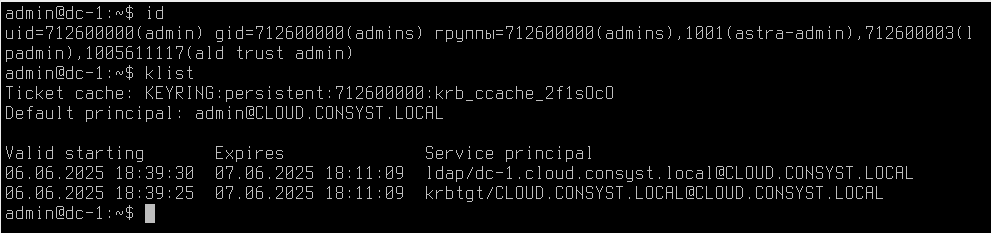 admin@dc-1:~$ id
uid=712600000(admin) gid=712600000(admins) группы=712600000(admins),1001(astra-admin),712600003(l
padmin),1005611117(ald trust admin)
admin@dc-1:~$ klist
Ticket cache: KEYRING:persistent:712600000:krb_ccache_2f1sOcO
Default principal: admin@CLOUD.CONSYST.LOCAL
Valid starting       Expires              Service principal
06.06.2025 18:39:30  07.06.2025 18:11:09  ldap/dc-1.cloud.consyst.local@CLOUD.CONSYST.LOCAL
06.06.2025 18:39:25  07.06.2025 18:11:09  krbtgt/CLOUD.CONSYST.LOCAL@CLOUD.CONSYST.LOCAL
admin@dc-1:~$